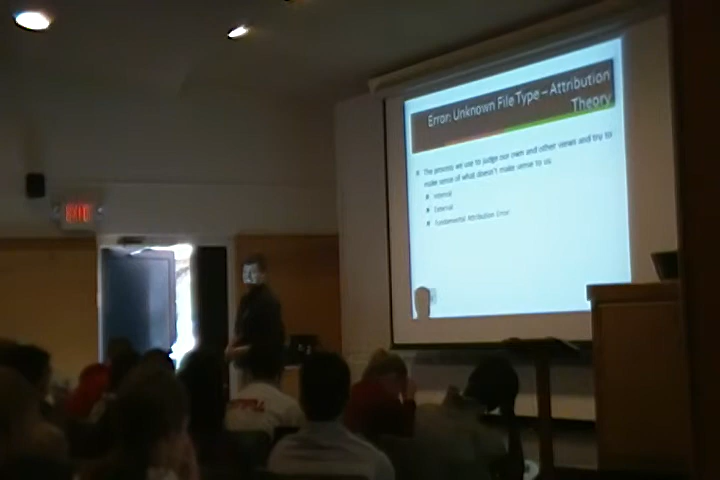 EXIT
Error: Unknown File Type – Attribution
Theory
The process we use to judge our own and other views and try to
make sense of what doesn't make sense to us
Internal
External
Fundamental Attribution Error